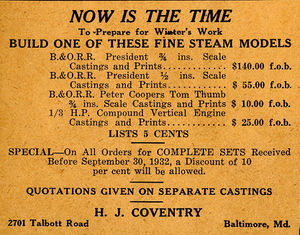 NOW IS THE TIME
To Prepare for Winter's Work
BUILD ONE OF THESE FINE STEAM MODELS
B.&O.R.R. President ¾ ins. Scale
Castings and Prints - - - - - $140.00 f.o.b.
B.&O.R.R. President ½ ins. Scale
Castings and Prints - - - - - $ 55.00 f.o.b.
B.&O.R.R. Peter Coopers Tom Thumb
¾ ins. Scale Castings and Prints $ 10.00 f.o.b.
1/3 H.P. Compound Vertical Engine
Castings and Prints - - - - - $ 25.00 f.o.b.
LISTS 5 CENTS
SPECIAL—On All Orders for COMPLETE SETS Received
Before September 30, 1932, a Discount of 10
per cent will be allowed.
QUOTATIONS GIVEN ON SEPARATE CASTINGS
H. J. COVENTRY
2701 Talbott Road Baltimore, Md.